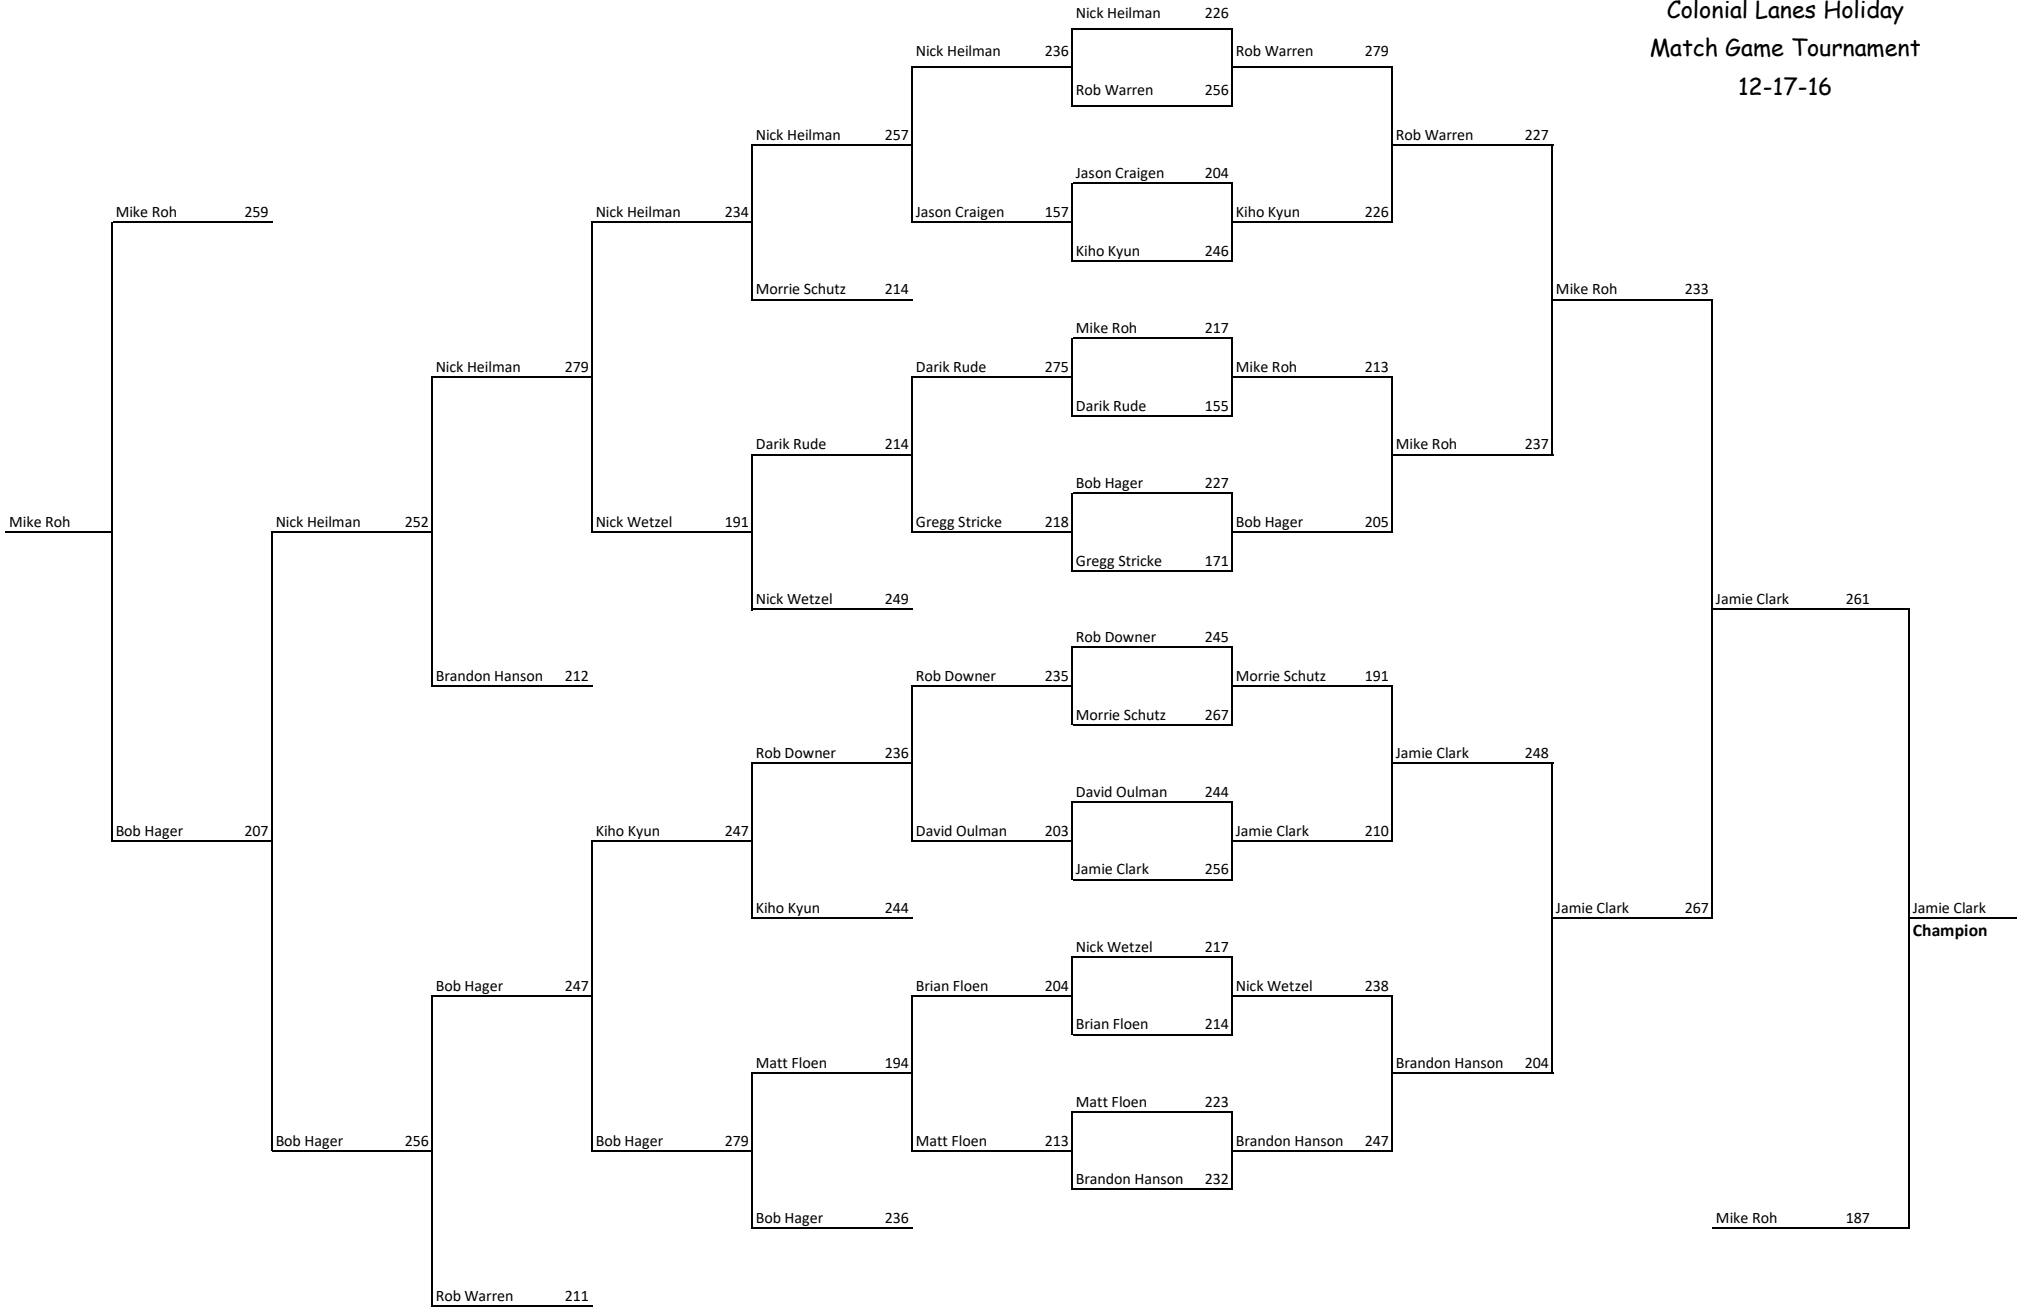 Colonial Lanes Holiday
Match Game Tournament
12-17-16
Nick Heilman 226
Nick Heilman 236
Rob Warren 279
Rob Warren 256
Nick Heilman 257
Rob Warren 227
Jason Craigen 204
Mike Roh 259
Nick Heilman 234
Jason Craigen 157
Kiho Kyun 226
Kiho Kyun 246
Morrie Schutz 214
Mike Roh 233
Mike Roh 217
Nick Heilman 279
Darik Rude 275
Mike Roh 213
Darik Rude 155
Darik Rude 214
Mike Roh 237
Bob Hager 227
Mike Roh
Nick Heilman 252
Nick Wetzel 191
Gregg Stricke 218
Bob Hager 205
Gregg Stricke 171
Nick Wetzel 249
Jamie Clark 261
Rob Downer 245
Brandon Hanson 212
Rob Downer 235
Morrie Schutz 191
Morrie Schutz 267
Rob Downer 236
Jamie Clark 248
David Oulman 244
Bob Hager 207
Kiho Kyun 247
David Oulman 203
Jamie Clark 210
Jamie Clark 256
Kiho Kyun 244
Jamie Clark 267
Jamie Clark
Champion
Nick Wetzel 217
Bob Hager 247
Brian Floen 204
Nick Wetzel 238
Brian Floen 214
Matt Floen 194
Brandon Hanson 204
Matt Floen 223
Bob Hager 256
Bob Hager 279
Matt Floen 213
Brandon Hanson 247
Brandon Hanson 232
Bob Hager 236
Mike Roh 187
Rob Warren 211